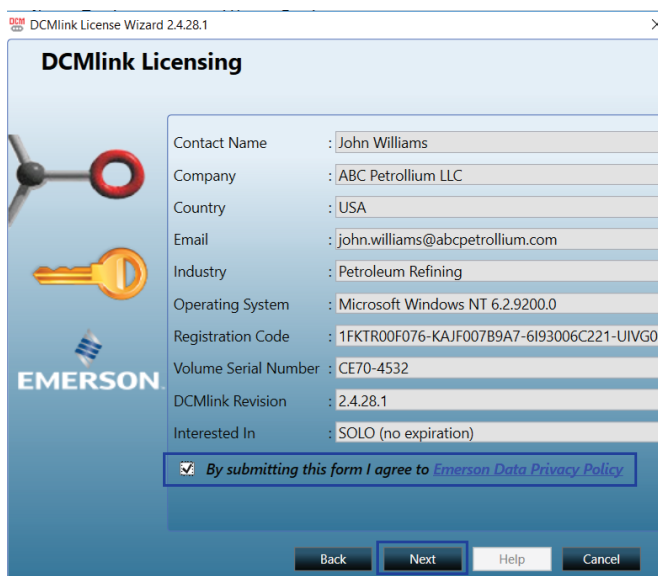 DCM DCMlink License Wizard 2.4.28.1
DCMlink Licensing
Contact Name : John Williams
Company : ABC Petrollium LLC
Country : USA
Email : john.williams@abcpetrollium.com
Industry : Petroleum Refining
Operating System : Microsoft Windows NT 6.2.9200.0
Registration Code : 1FKTR00F076-KAJF007B9A7-6I93006C221-UIVG0
Volume Serial Number : CE70-4532
DCMlink Revision : 2.4.28.1
Interested In : SOLO (no expiration)
EMERSON.
By submitting this form I agree to Emerson Data Privacy Policy
Back Next Help Cancel